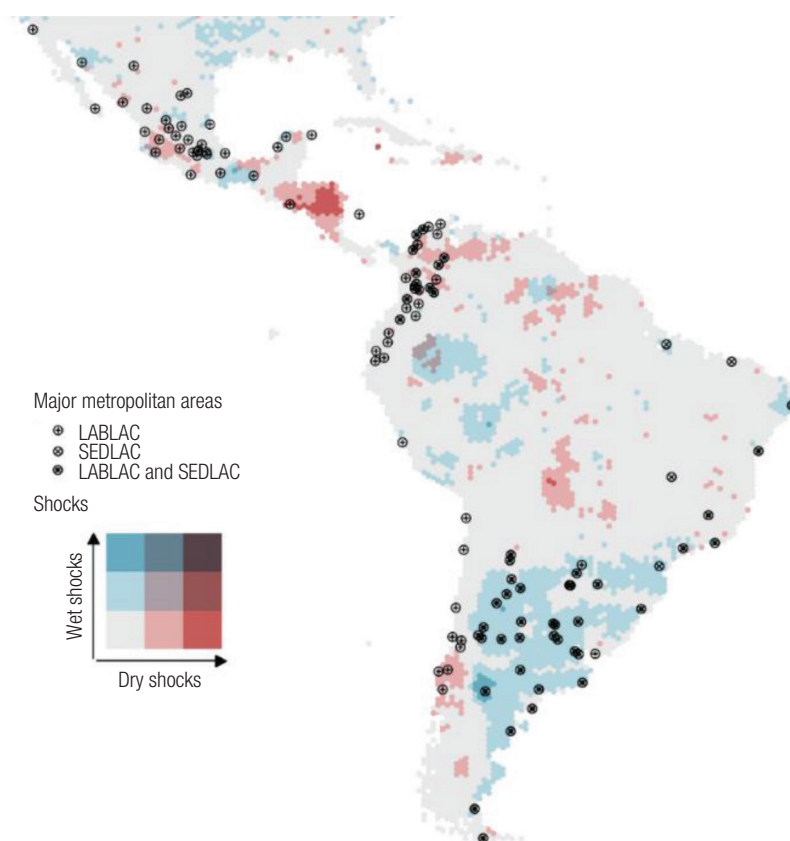 Major metropolitan areas
LABLAC
SEDLAC
LABLAC and SEDLAC
Shocks
Wet shocks
Dry shocks